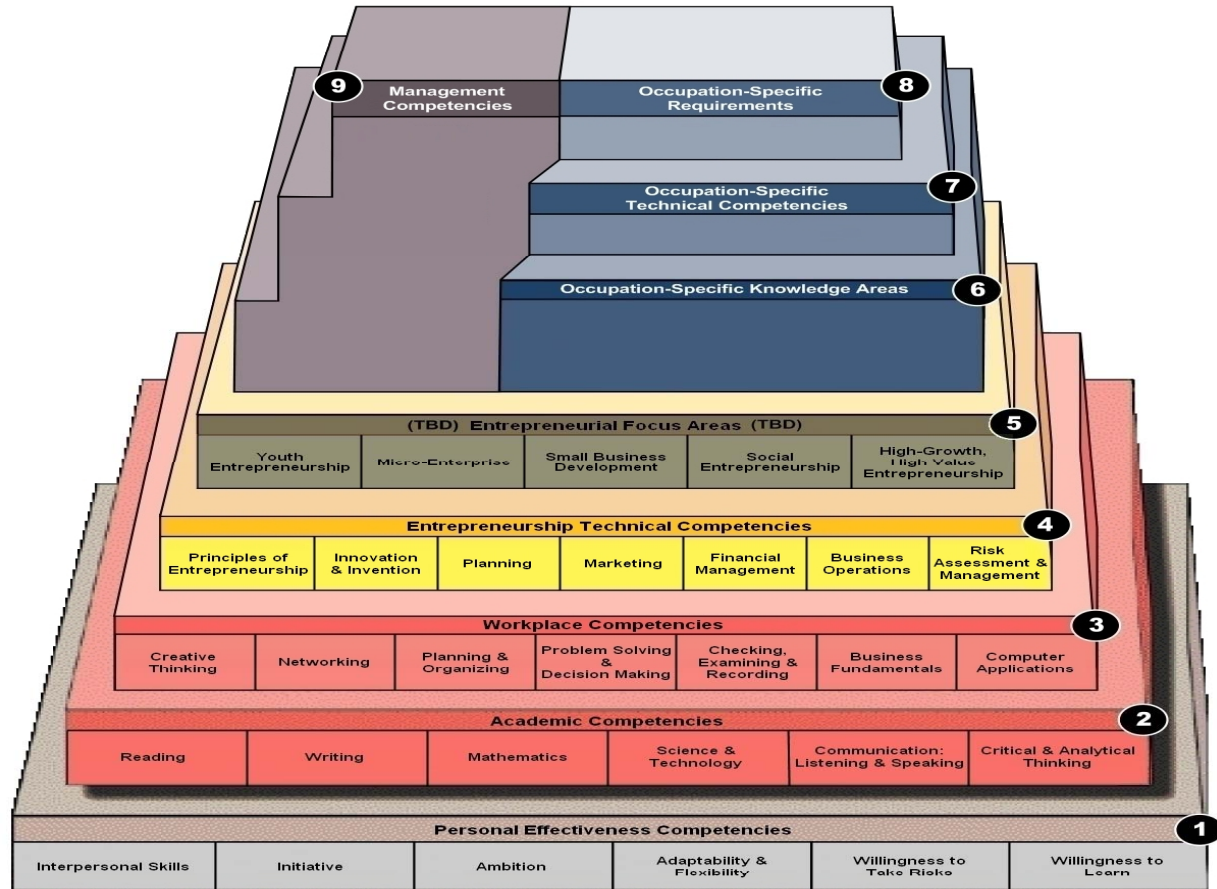 9
Management
Competencies
Occupation-Specific
Requirements
8
Occupation-Specific
Technical Competencies
7
Occupation-Specific Knowledge Areas
6
(TBD) Entrepreneurial Focus Areas (TBD)
5
Youth
Entrepreneurship
Micro-Enterprise
Small Business
Development
Social
Entrepreneurship
High-Growth,
High Value
Entrepreneurship
Entrepreneurship Technical Competencies
4
Principles of
Entrepreneurship
Innovation
& Invention
Planning
Marketing
Financial
Management
Business
Operations
Risk
Assessment &
Management
Workplace Competencies
3
Creative
Thinking
Networking
Planning &
Organizing
Problem Solving
&
Decision Making
Checking,
Examining &
Recording
Business
Fundamentals
Computer
Applications
Academic Competencies
2
Reading
Writing
Mathematics
Science &
Technology
Communication:
Listening & Speaking
Critical & Analytical
Thinking
Personal Effectiveness Competencies
1
Interpersonal Skills
Initiative
Ambition
Adaptability &
Flexibility
Willingness to
Take Risks
Willingness to
Learn